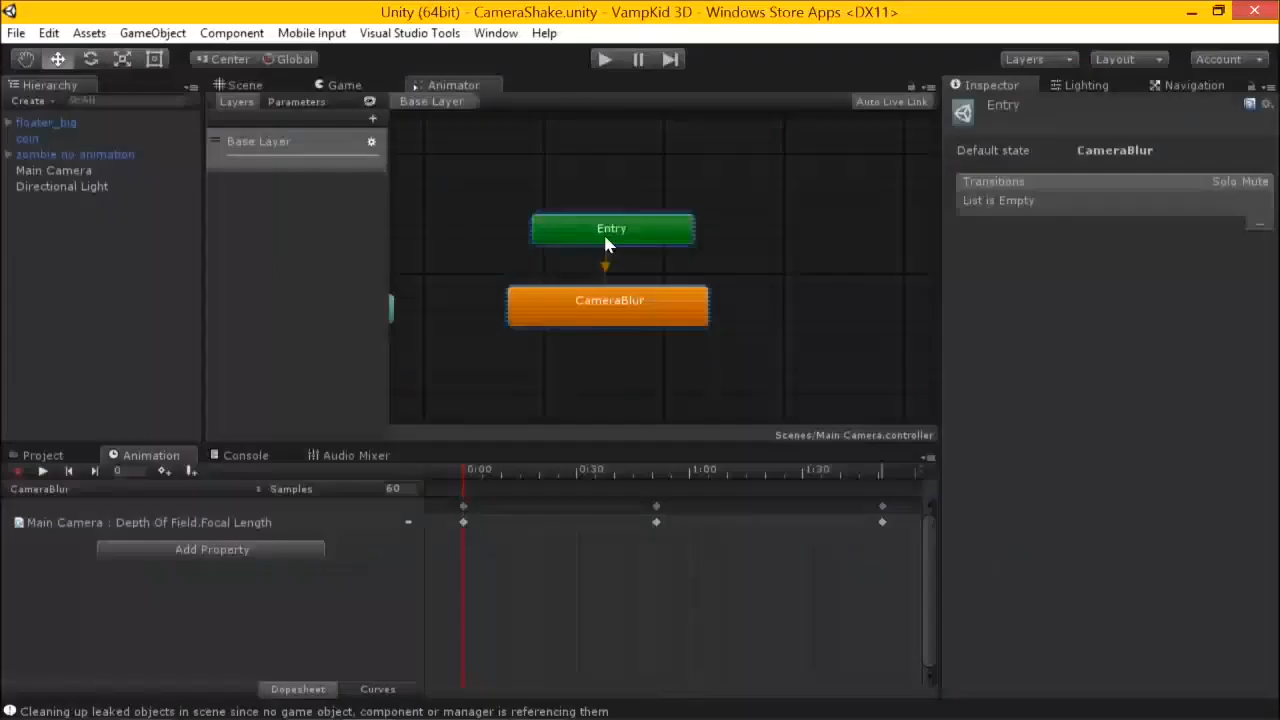 Unity (64bit) - CameraShake.unity - VampKid 3D - Windows Store Apps <DX11>
File Edit Assets GameObject Component Mobile Input Visual Studio Tools Window Help
Center Global Layers Layout Account
Hierarchy Scene Game Animator Inspector Lighting Navigation
Create Layers Parameters Base Layer Auto Live Link
Entry
floater_big
coin
zombie no animation
Main Camera
Directional Light
Base Layer
Default state CameraBlur
Transitions Solo Mute
List is Empty
Entry
CameraBlur
Scenes/Main Camera.controller
Project Animation Console Audio Mixer
0 0:00 0:30 1:00 1:30
CameraBlur Samples 60
Main Camera : Depth Of Field.Focal Length
Add Property
Dopesheet Curves
Cleaning up leaked objects in scene since no game object, component or manager is referencing them